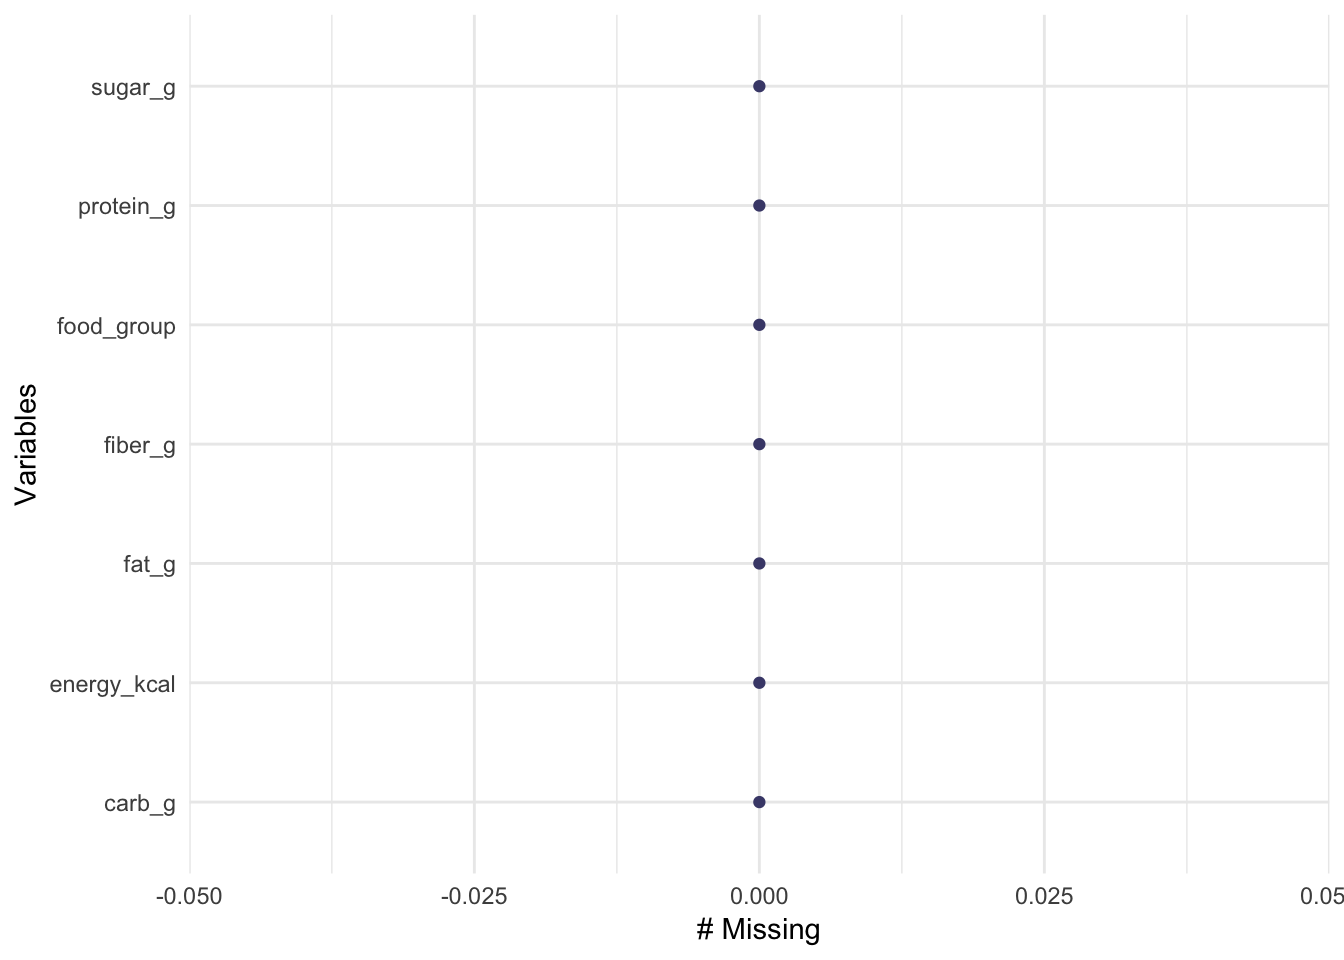 sugar_g
protein_g
food_group
fiber_g
fat_g
energy_kcal
carb_g
Variables
-0.050 -0.025 0.000 0.025 0.05
# Missing